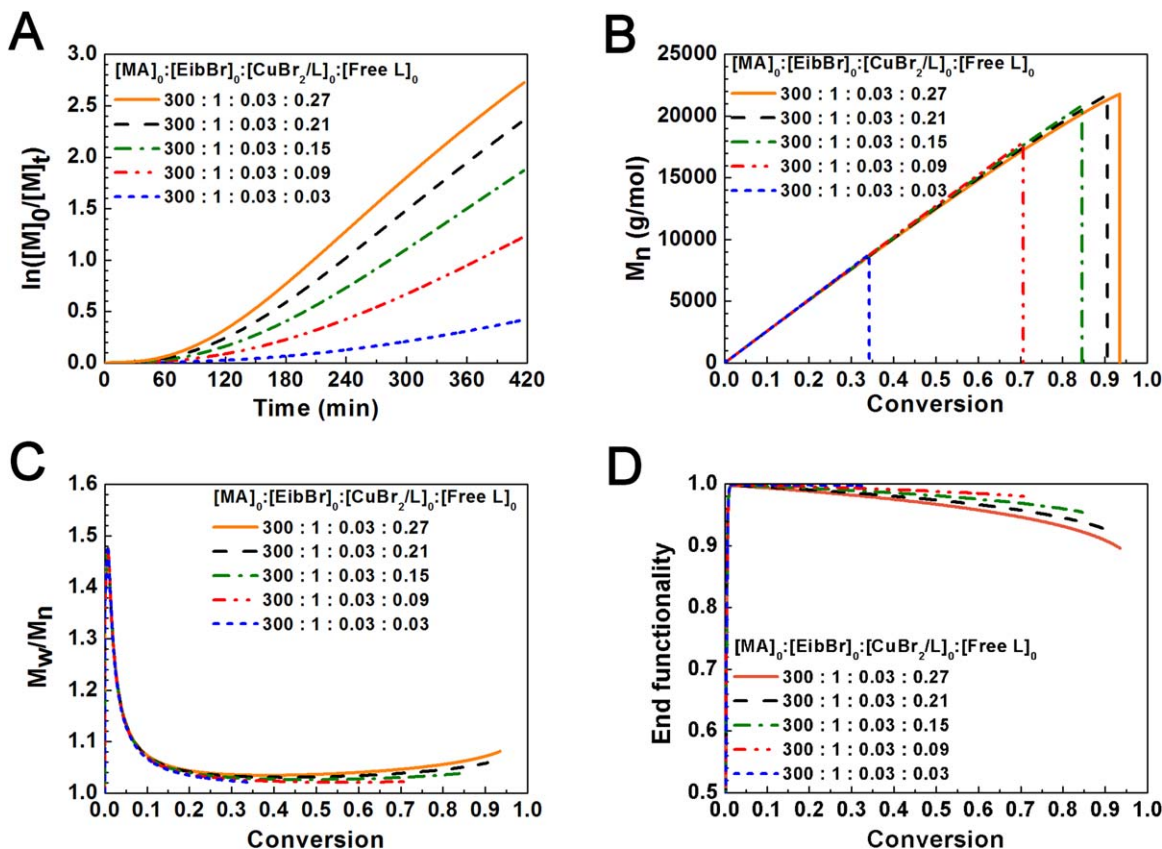 A
ln([M]₀/[M]ₜ)
3.0
2.5
2.0
1.5
1.0
0.5
0.0
[MA]₀:[EibBr]₀:[CuBr₂/L]₀:[Free L]₀
300 : 1 : 0.03 : 0.27
300 : 1 : 0.03 : 0.21
300 : 1 : 0.03 : 0.15
300 : 1 : 0.03 : 0.09
300 : 1 : 0.03 : 0.03
0 60 120 180 240 300 360 420
Time (min)
B
Mn (g/mol)
25000
20000
15000
10000
5000
0
[MA]₀:[EibBr]₀:[CuBr₂/L]₀:[Free L]₀
300 : 1 : 0.03 : 0.27
300 : 1 : 0.03 : 0.21
300 : 1 : 0.03 : 0.15
300 : 1 : 0.03 : 0.09
300 : 1 : 0.03 : 0.03
0.0 0.1 0.2 0.3 0.4 0.5 0.6 0.7 0.8 0.9 1.0
Conversion
C
Mw/Mn
1.6
1.5
1.4
1.3
1.2
1.1
1.0
[MA]₀:[EibBr]₀:[CuBr₂/L]₀:[Free L]₀
300 : 1 : 0.03 : 0.27
300 : 1 : 0.03 : 0.21
300 : 1 : 0.03 : 0.15
300 : 1 : 0.03 : 0.09
300 : 1 : 0.03 : 0.03
0.0 0.1 0.2 0.3 0.4 0.5 0.6 0.7 0.8 0.9 1.0
Conversion
D
End functionality
1.0
0.9
0.8
0.7
0.6
0.5
[MA]₀:[EibBr]₀:[CuBr₂/L]₀:[Free L]₀
300 : 1 : 0.03 : 0.27
300 : 1 : 0.03 : 0.21
300 : 1 : 0.03 : 0.15
300 : 1 : 0.03 : 0.09
300 : 1 : 0.03 : 0.03
0.0 0.1 0.2 0.3 0.4 0.5 0.6 0.7 0.8 0.9 1.0
Conversion